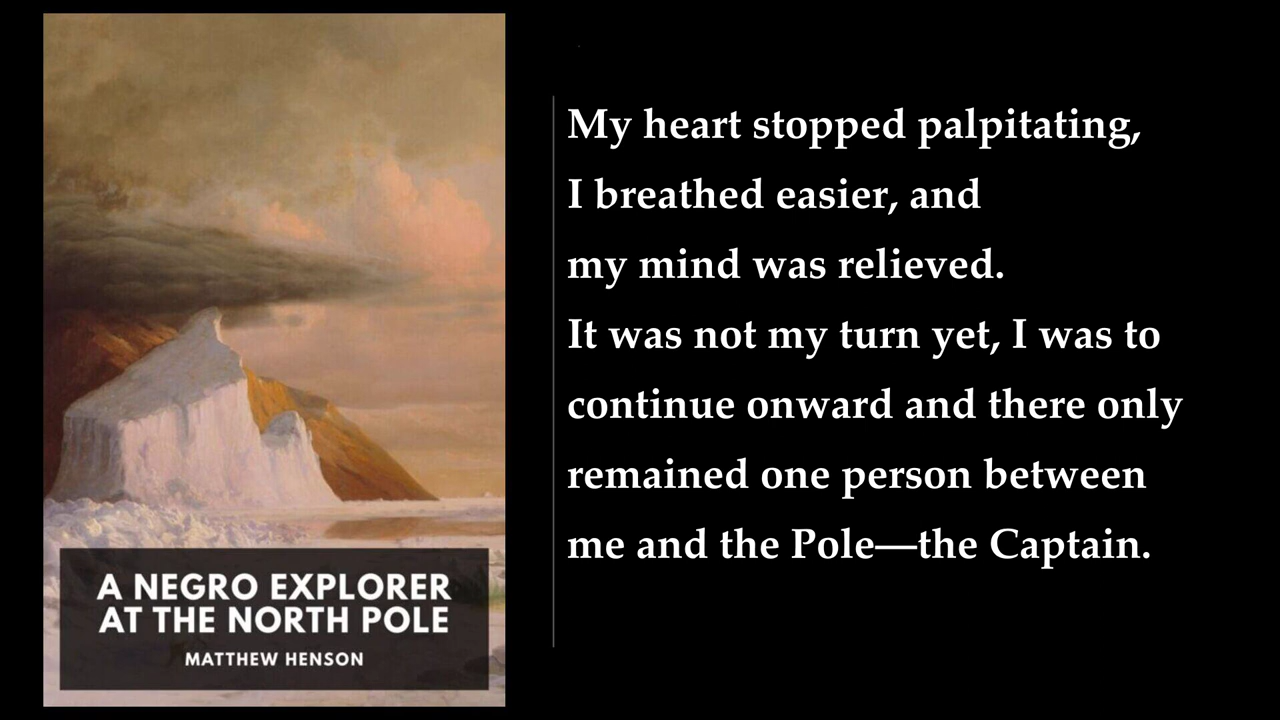 A NEGRO EXPLORER
AT THE NORTH POLE
MATTHEW HENSON
My heart stopped palpitating,
I breathed easier, and
my mind was relieved.
It was not my turn yet, I was to
continue onward and there only
remained one person between
me and the Pole—the Captain.